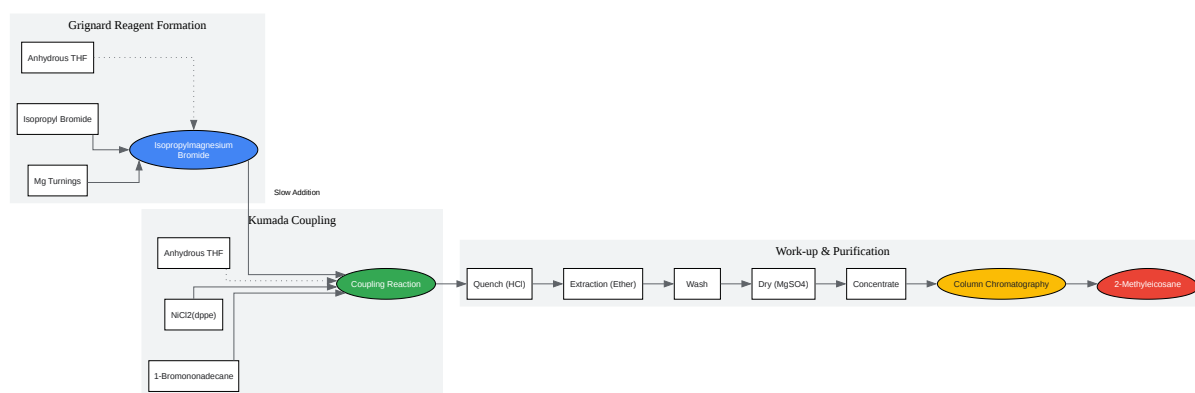 Grignard Reagent Formation
Anhydrous THF
Isopropyl Bromide
Isopropylmagnesium
Bromide
Mg Turnings
Slow Addition
Kumada Coupling
Anhydrous THF
NiCl2(dppe)
1-Bromononadecane
Coupling Reaction
Work-up & Purification
Quench (HCl)
Extraction (Ether)
Wash
Dry (MgSO4)
Concentrate
Column Chromatography
2-Methyleicosane